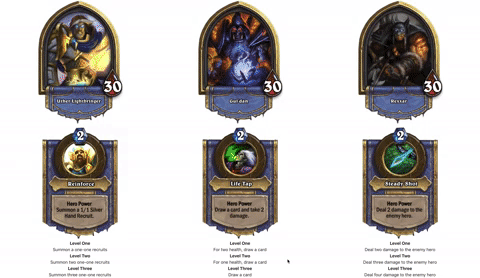 30
30
30
Uther Lightbringer
Gul'dan
Rexxar
2
2
2
Reinforce
Life Tap
Steady Shot
Hero Power
Summon a 1/1 Silver
Hand Recruit.
Hero Power
Draw a card and take 2
damage.
Hero Power
Deal 2 damage to the
enemy hero.
Level One
Summon a one-one recruits
Level Two
Summon two one-one recruits
Level Three
Summon three one-one recruits
Level One
For two health, draw a card
Level Two
For one health, draw a card
Level Three
Draw a card
Level One
Deal two damage to the enemy hero
Level Two
Deal three damage to the enemy hero
Level Three
Deal four damage to the enemy hero